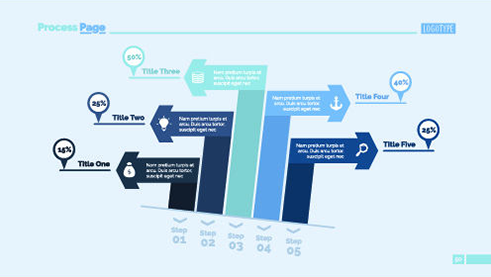 Process Page
LOGOTYPE
50%
Title Three
Nam pretium turpis et
arcu. Duis arcu tortor,
suscipit eget nec
40%
Title Four
Nam pretium turpis et
arcu. Duis arcu tortor,
suscipit eget nec
25%
Title Two
Nam pretium turpis et
arcu. Duis arcu tortor,
suscipit eget nec
25%
Title Five
Nam pretium turpis et
arcu. Duis arcu tortor,
suscipit eget nec
15%
Title One
Nam pretium turpis et
arcu. Duis arcu tortor,
suscipit eget nec
Step
01
Step
02
Step
03
Step
04
Step
05